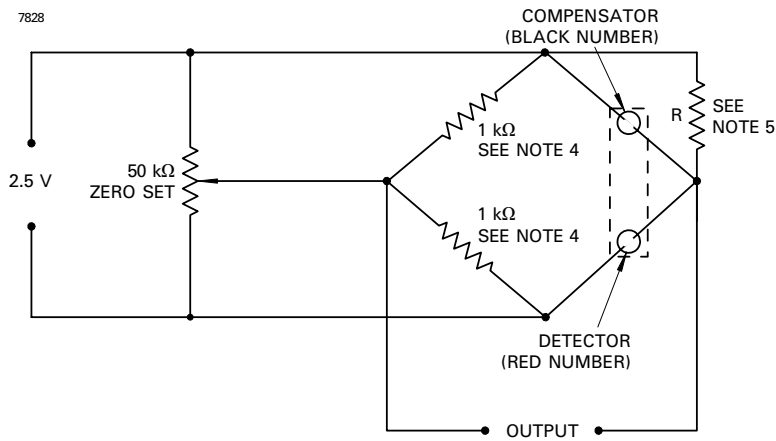 7828
COMPENSATOR
(BLACK NUMBER)
1 kΩ
SEE NOTE 4
R
SEE
NOTE 5
2.5 V
50 kΩ
ZERO SET
1 kΩ
SEE NOTE 4
DETECTOR
(RED NUMBER)
OUTPUT